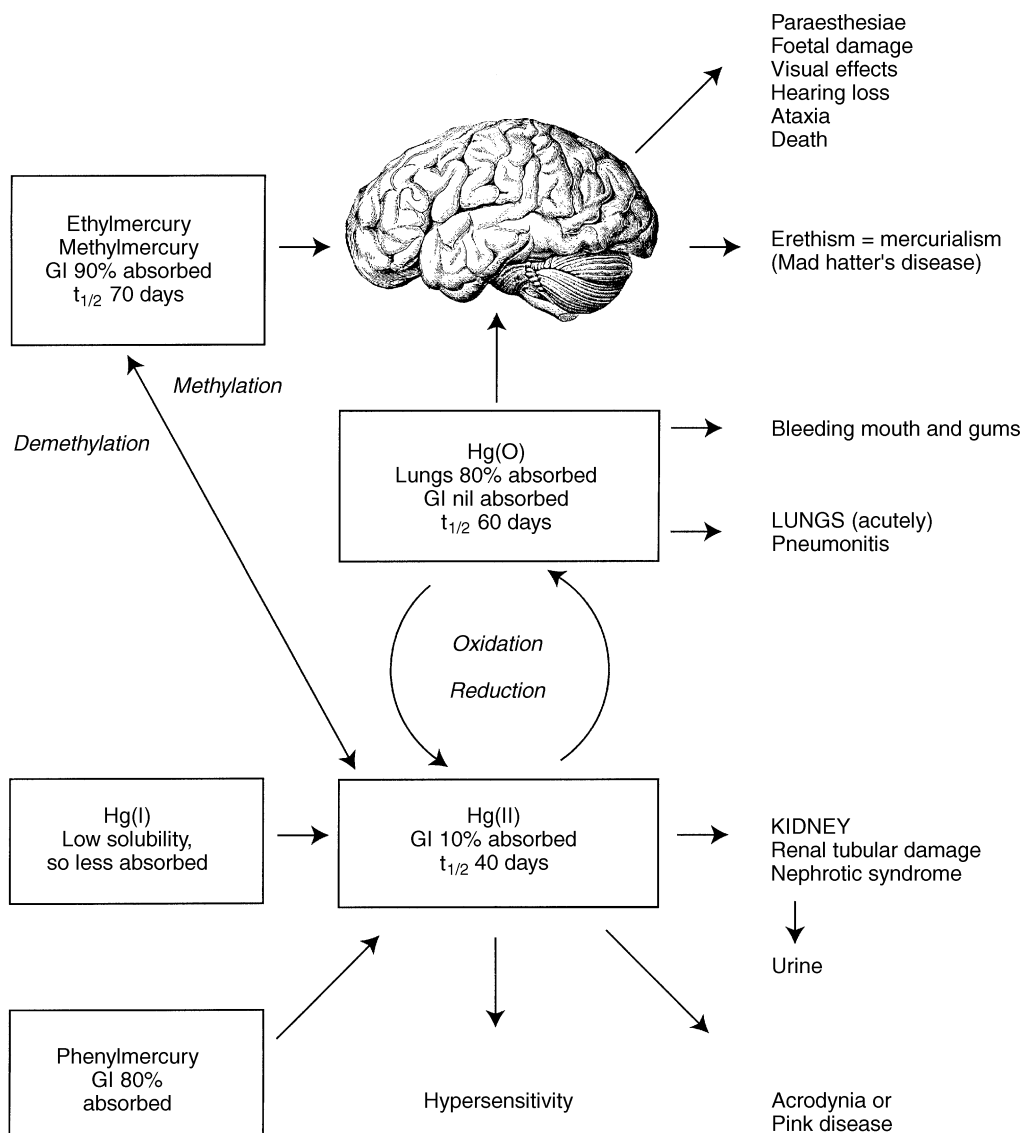 Paraesthesiae
Foetal damage
Visual effects
Hearing loss
Ataxia
Death
Ethylmercury
Methylmercury
GI 90% absorbed
t1/2 70 days
Erethism = mercurialism
(Mad hatter's disease)
Methylation
Demethylation
Hg(O)
Lungs 80% absorbed
GI nil absorbed
t1/2 60 days
Bleeding mouth and gums
LUNGS (acutely)
Pneumonitis
Oxidation
Reduction
Hg(I)
Low solubility,
so less absorbed
Hg(II)
GI 10% absorbed
t1/2 40 days
KIDNEY
Renal tubular damage
Nephrotic syndrome
Urine
Phenylmercury
GI 80%
absorbed
Hypersensitivity
Acrodynia or
Pink disease